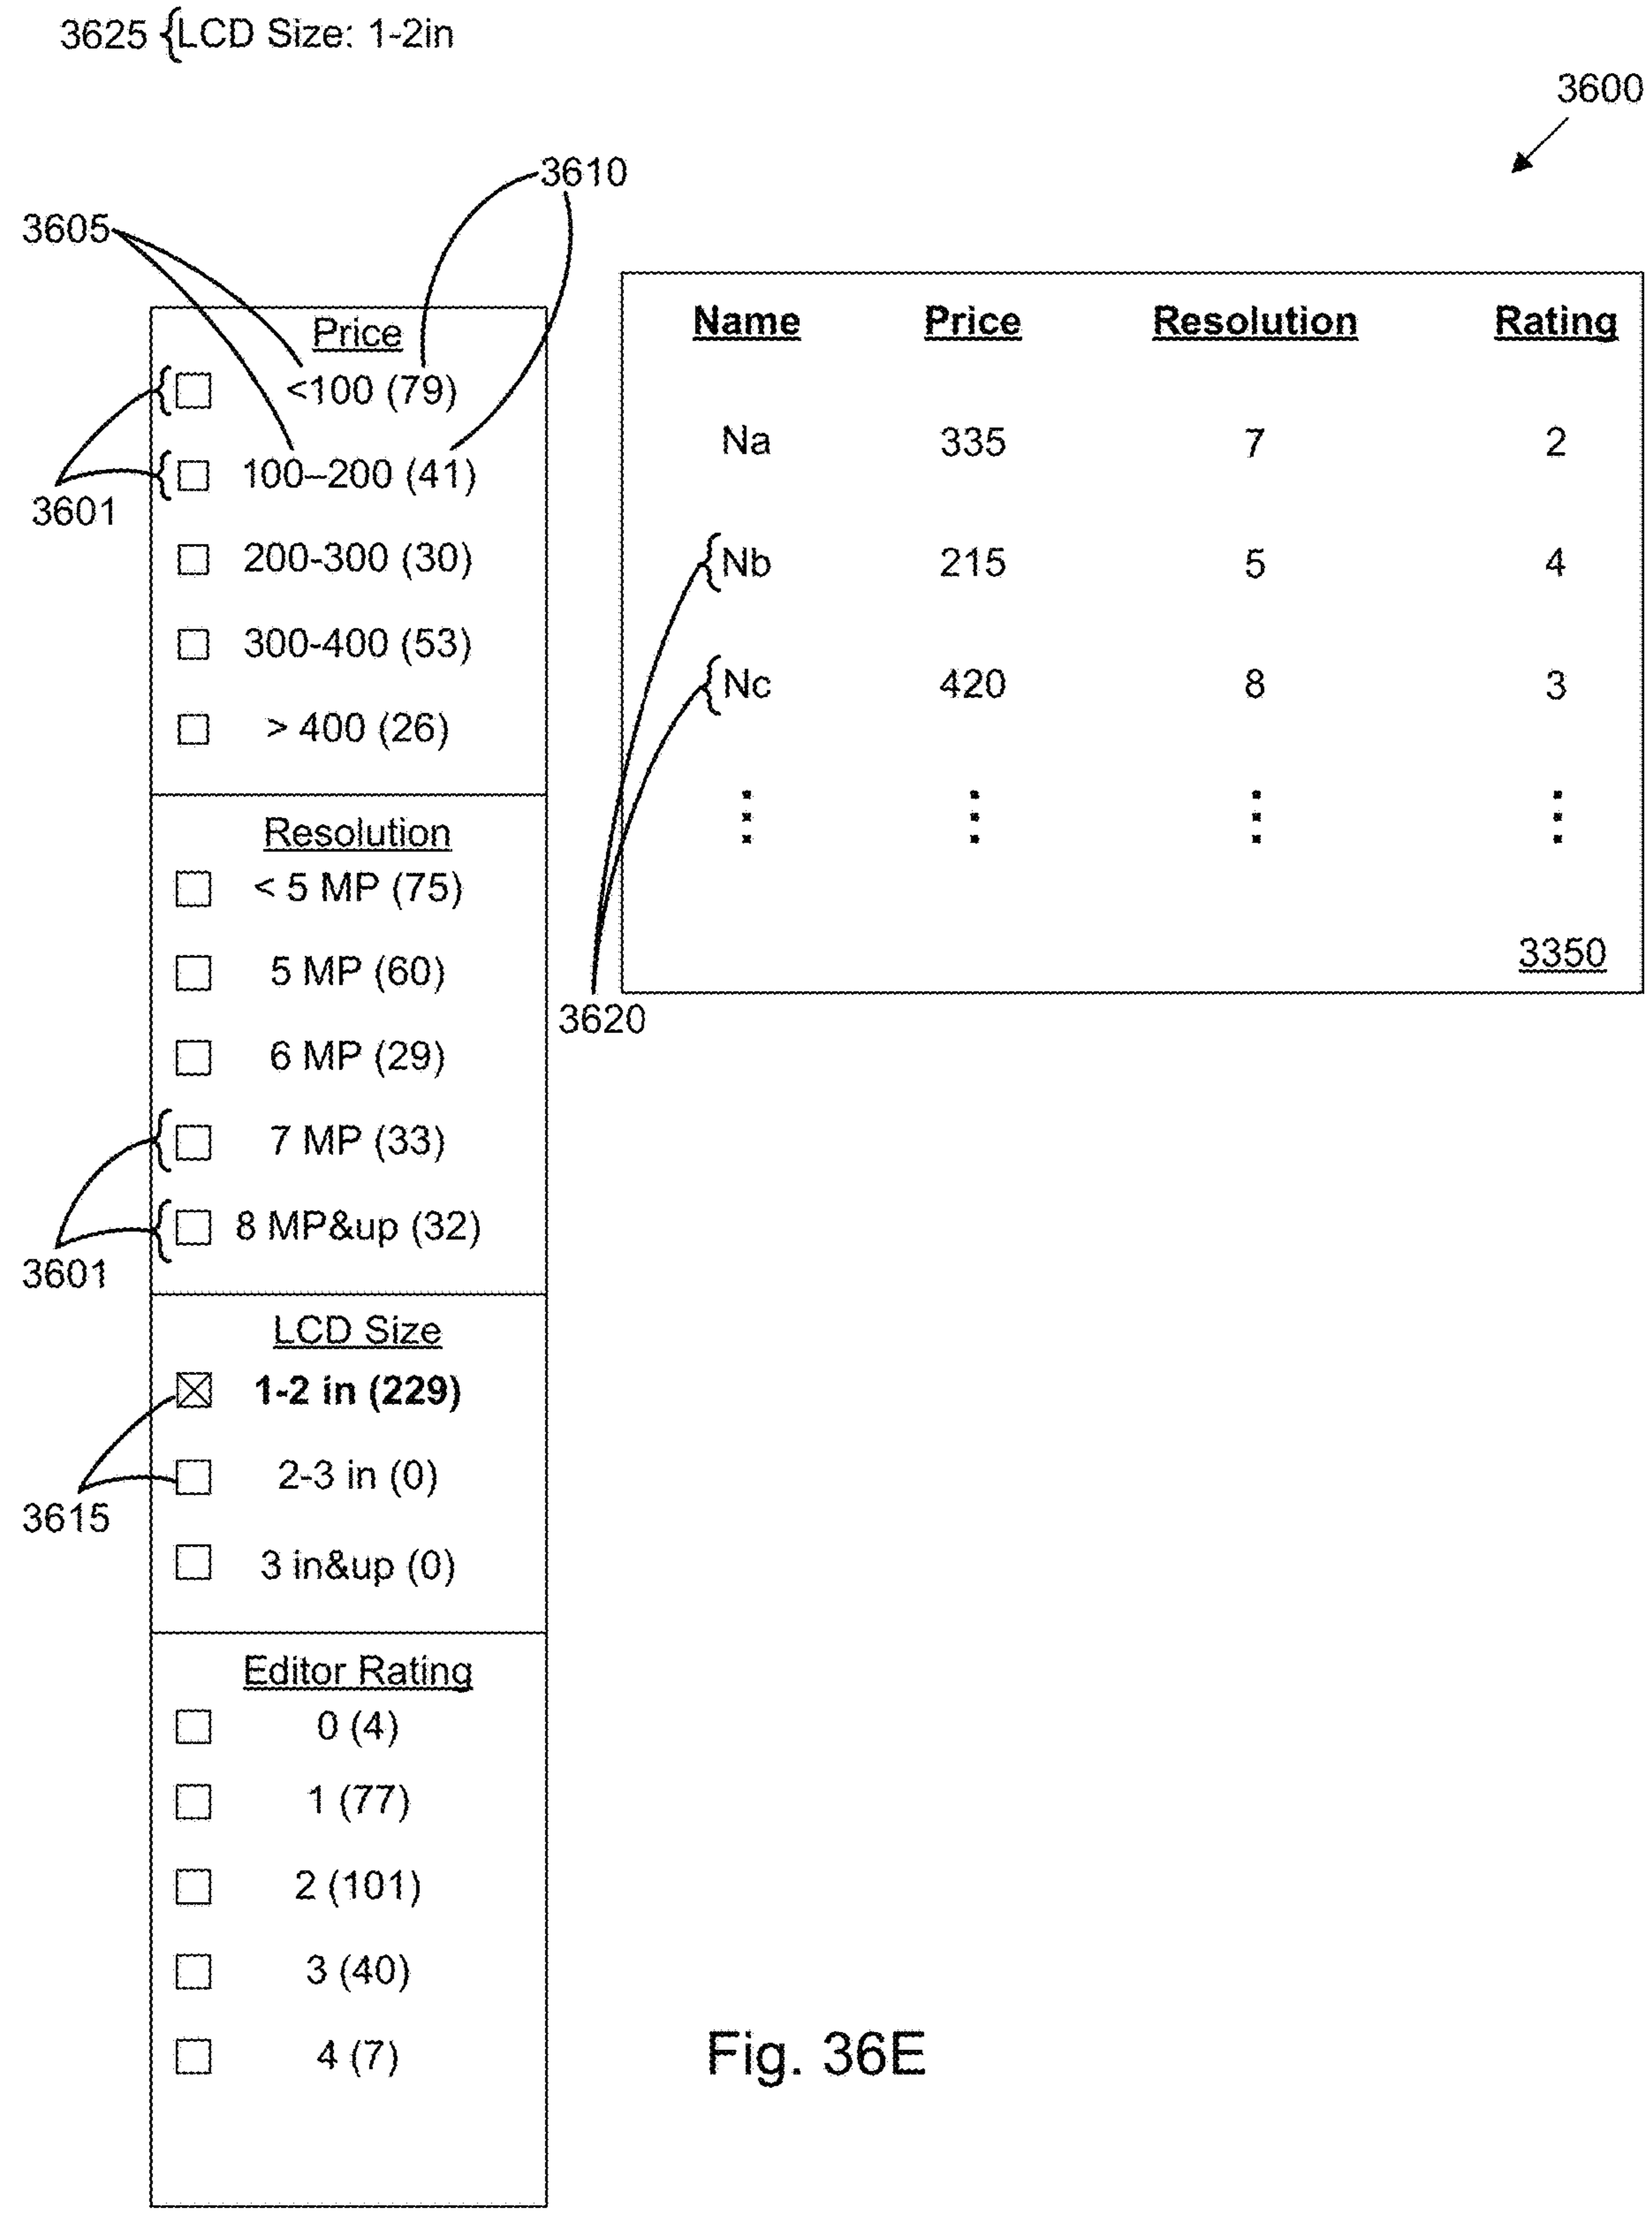 3625 {LCD Size: 1-2in
3600
3610
3605
Price
<100 (79)
100–200 (41)
3601
200-300 (30)
300-400 (53)
> 400 (26)
Resolution
< 5 MP (75)
5 MP (60)
6 MP (29)
7 MP (33)
8 MP&up (32)
3601
LCD Size
1-2 in (229)
2-3 in (0)
3615
3 in&up (0)
Editor Rating
0 (4)
1 (77)
2 (101)
3 (40)
4 (7)
Name Price Resolution Rating
Na 335 7 2
Nb 215 5 4
Nc 420 8 3
3350
3620
Fig. 36E